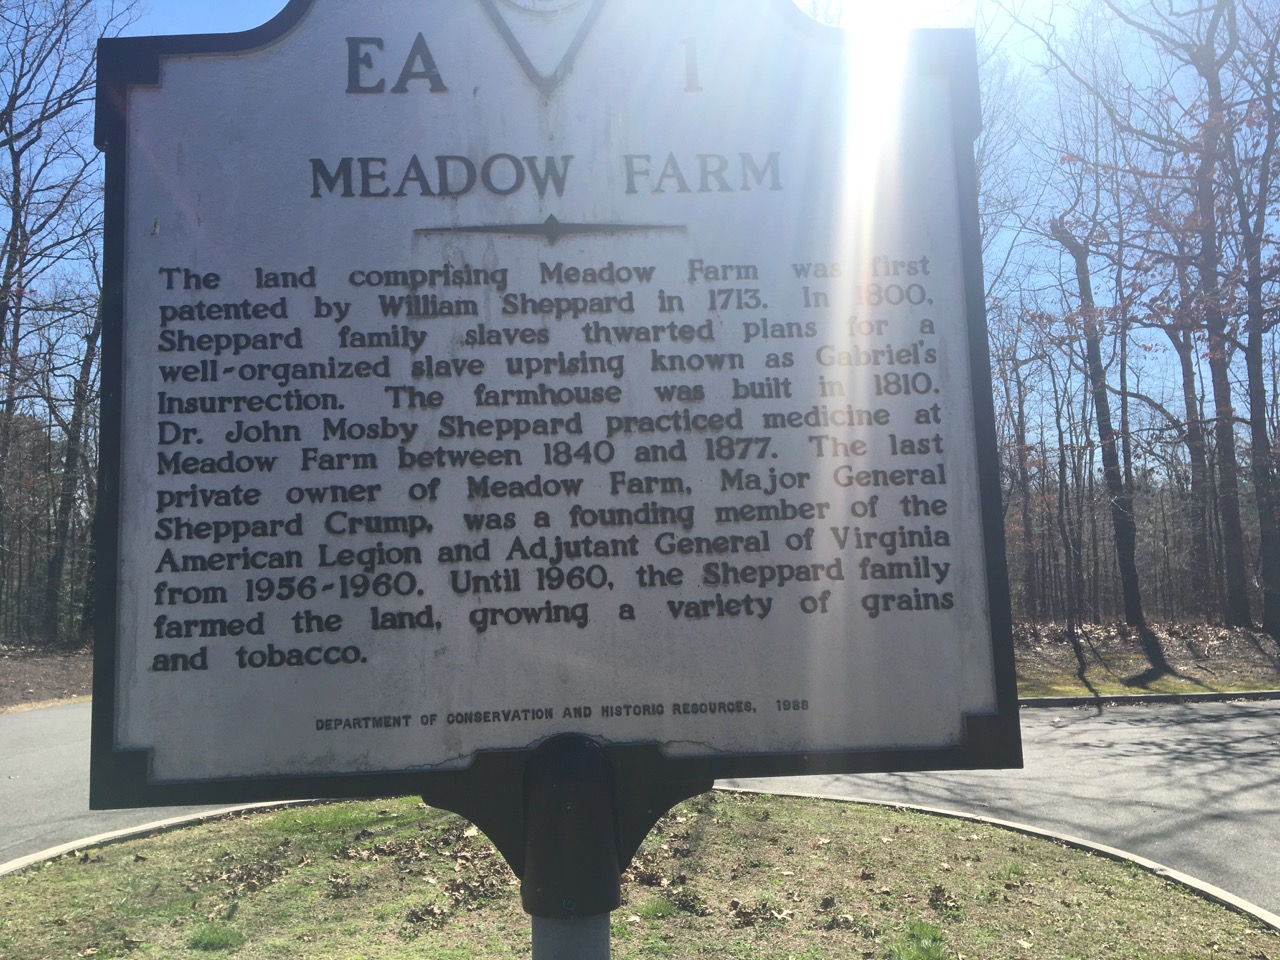 EA 1
MEADOW FARM
The land comprising Meadow Farm was first
patented by William Sheppard in 1713. In 1800,
Sheppard family slaves thwarted plans for a
well-organized slave uprising known as Gabriel's
Insurrection. The farmhouse was built in 1810.
Dr. John Mosby Sheppard practiced medicine at
Meadow Farm between 1840 and 1877. The last
private owner of Meadow Farm, Major General
Sheppard Crump, was a founding member of the
American Legion and Adjutant General of Virginia
from 1956-1960. Until 1960, the Sheppard family
farmed the land, growing a variety of grains
and tobacco.
DEPARTMENT OF CONSERVATION AND HISTORIC RESOURCES, 1988